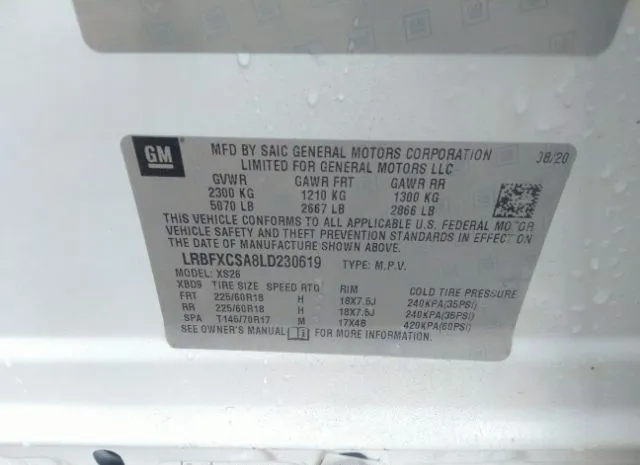 GM
MFD BY SAIC GENERAL MOTORS CORPORATION 08/20
LIMITED FOR GENERAL MOTORS LLC
GVWR GAWR FRT GAWR RR
2300 KG 1210 KG 1300 KG
5070 LB 2667 LB 2866 LB
THIS VEHICLE CONFORMS TO ALL APPLICABLE U.S. FEDERAL MOTOR
VEHICLE SAFETY AND THEFT PREVENTION STANDARDS IN EFFECT
ON THE DATE OF MANUFACTURE SHOWN ABOVE.
LRBFXCSA8LD230619 TYPE: M.P.V.
MODEL: XS26
XBD9 TIRE SIZE SPEED RTG RIM COLD TIRE PRESSURE
FRT 225/60R18 H 18X7.5J 240KPA(35PSI)
RR 225/60R18 H 18X7.5J 240KPA(35PSI)
SPA T145/70R17 M 17X4B 420KPA(60PSI)
SEE OWNER'S MANUAL FOR MORE INFORMATION